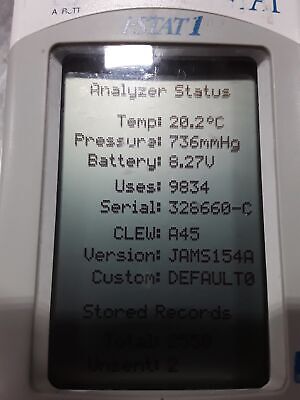 i-STAT 1
Analyzer Status
Temp: 20.2°C
Pressure: 736mmHg
Battery: 8.27V
Uses: 9834
Serial: 328660-C
CLEW: A45
Version: JAMS154A
Custom: DEFAULT0
Stored Records
Total:
Unsent: 2